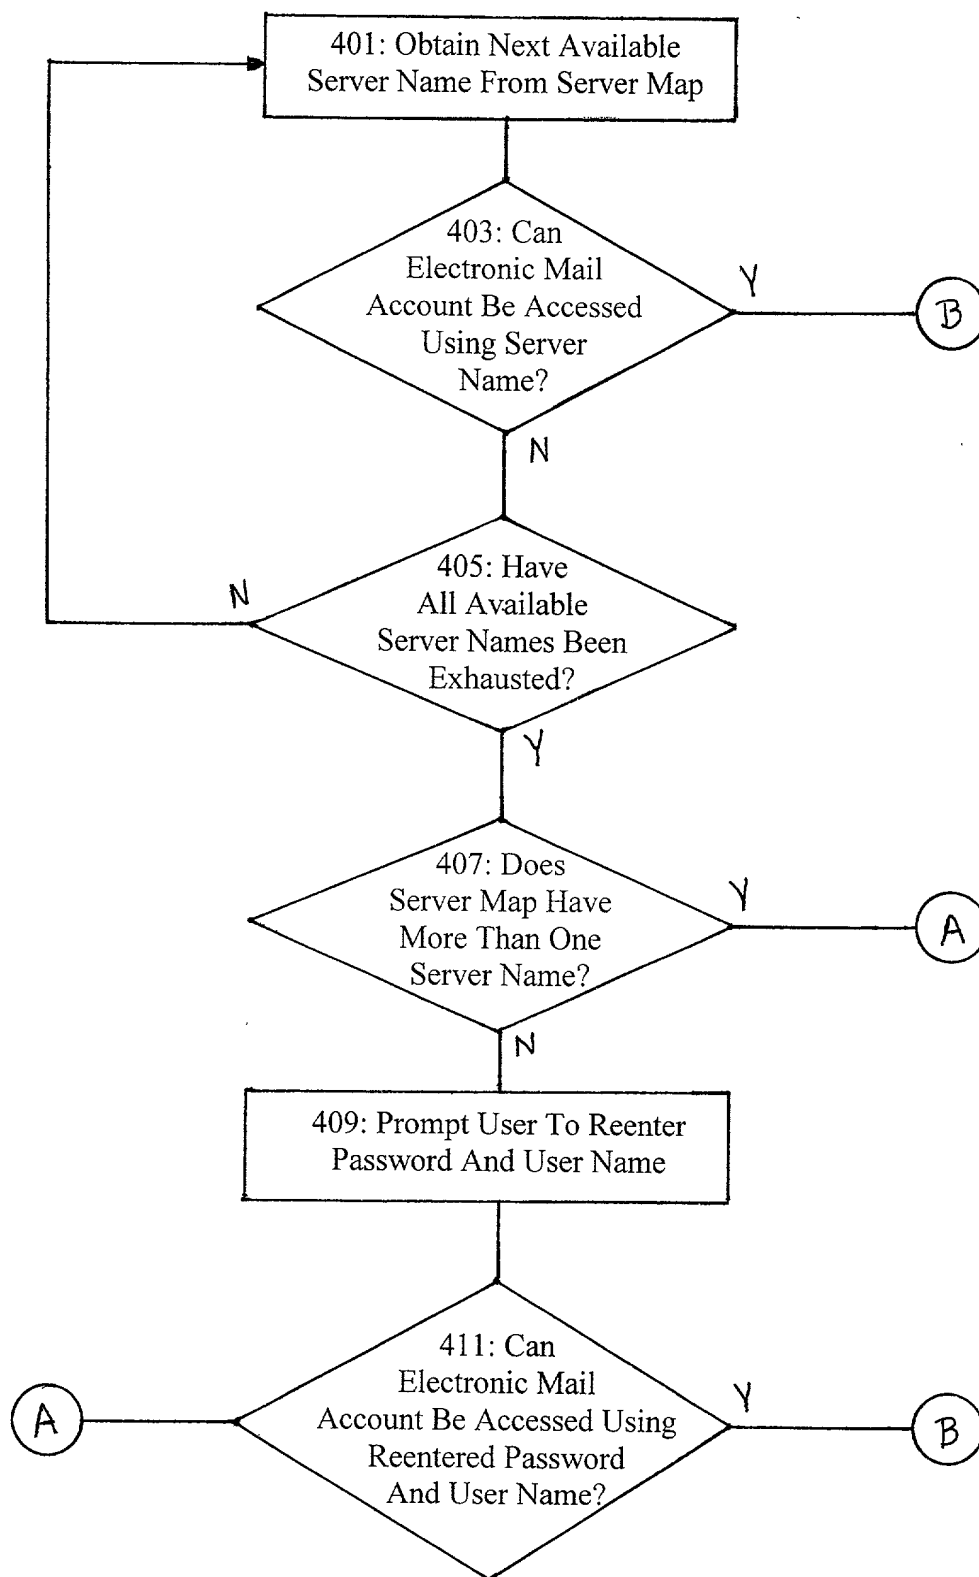 401: Obtain Next Available
Server Name From Server Map
403: Can
Electronic Mail
Account Be Accessed
Using Server
Name?
Y
B
N
405: Have
All Available
Server Names Been
Exhausted?
N
Y
407: Does
Server Map Have
More Than One
Server Name?
Y
A
N
409: Prompt User To Reenter
Password And User Name
411: Can
Electronic Mail
Account Be Accessed Using
Reentered Password
And User Name?
A
Y
B